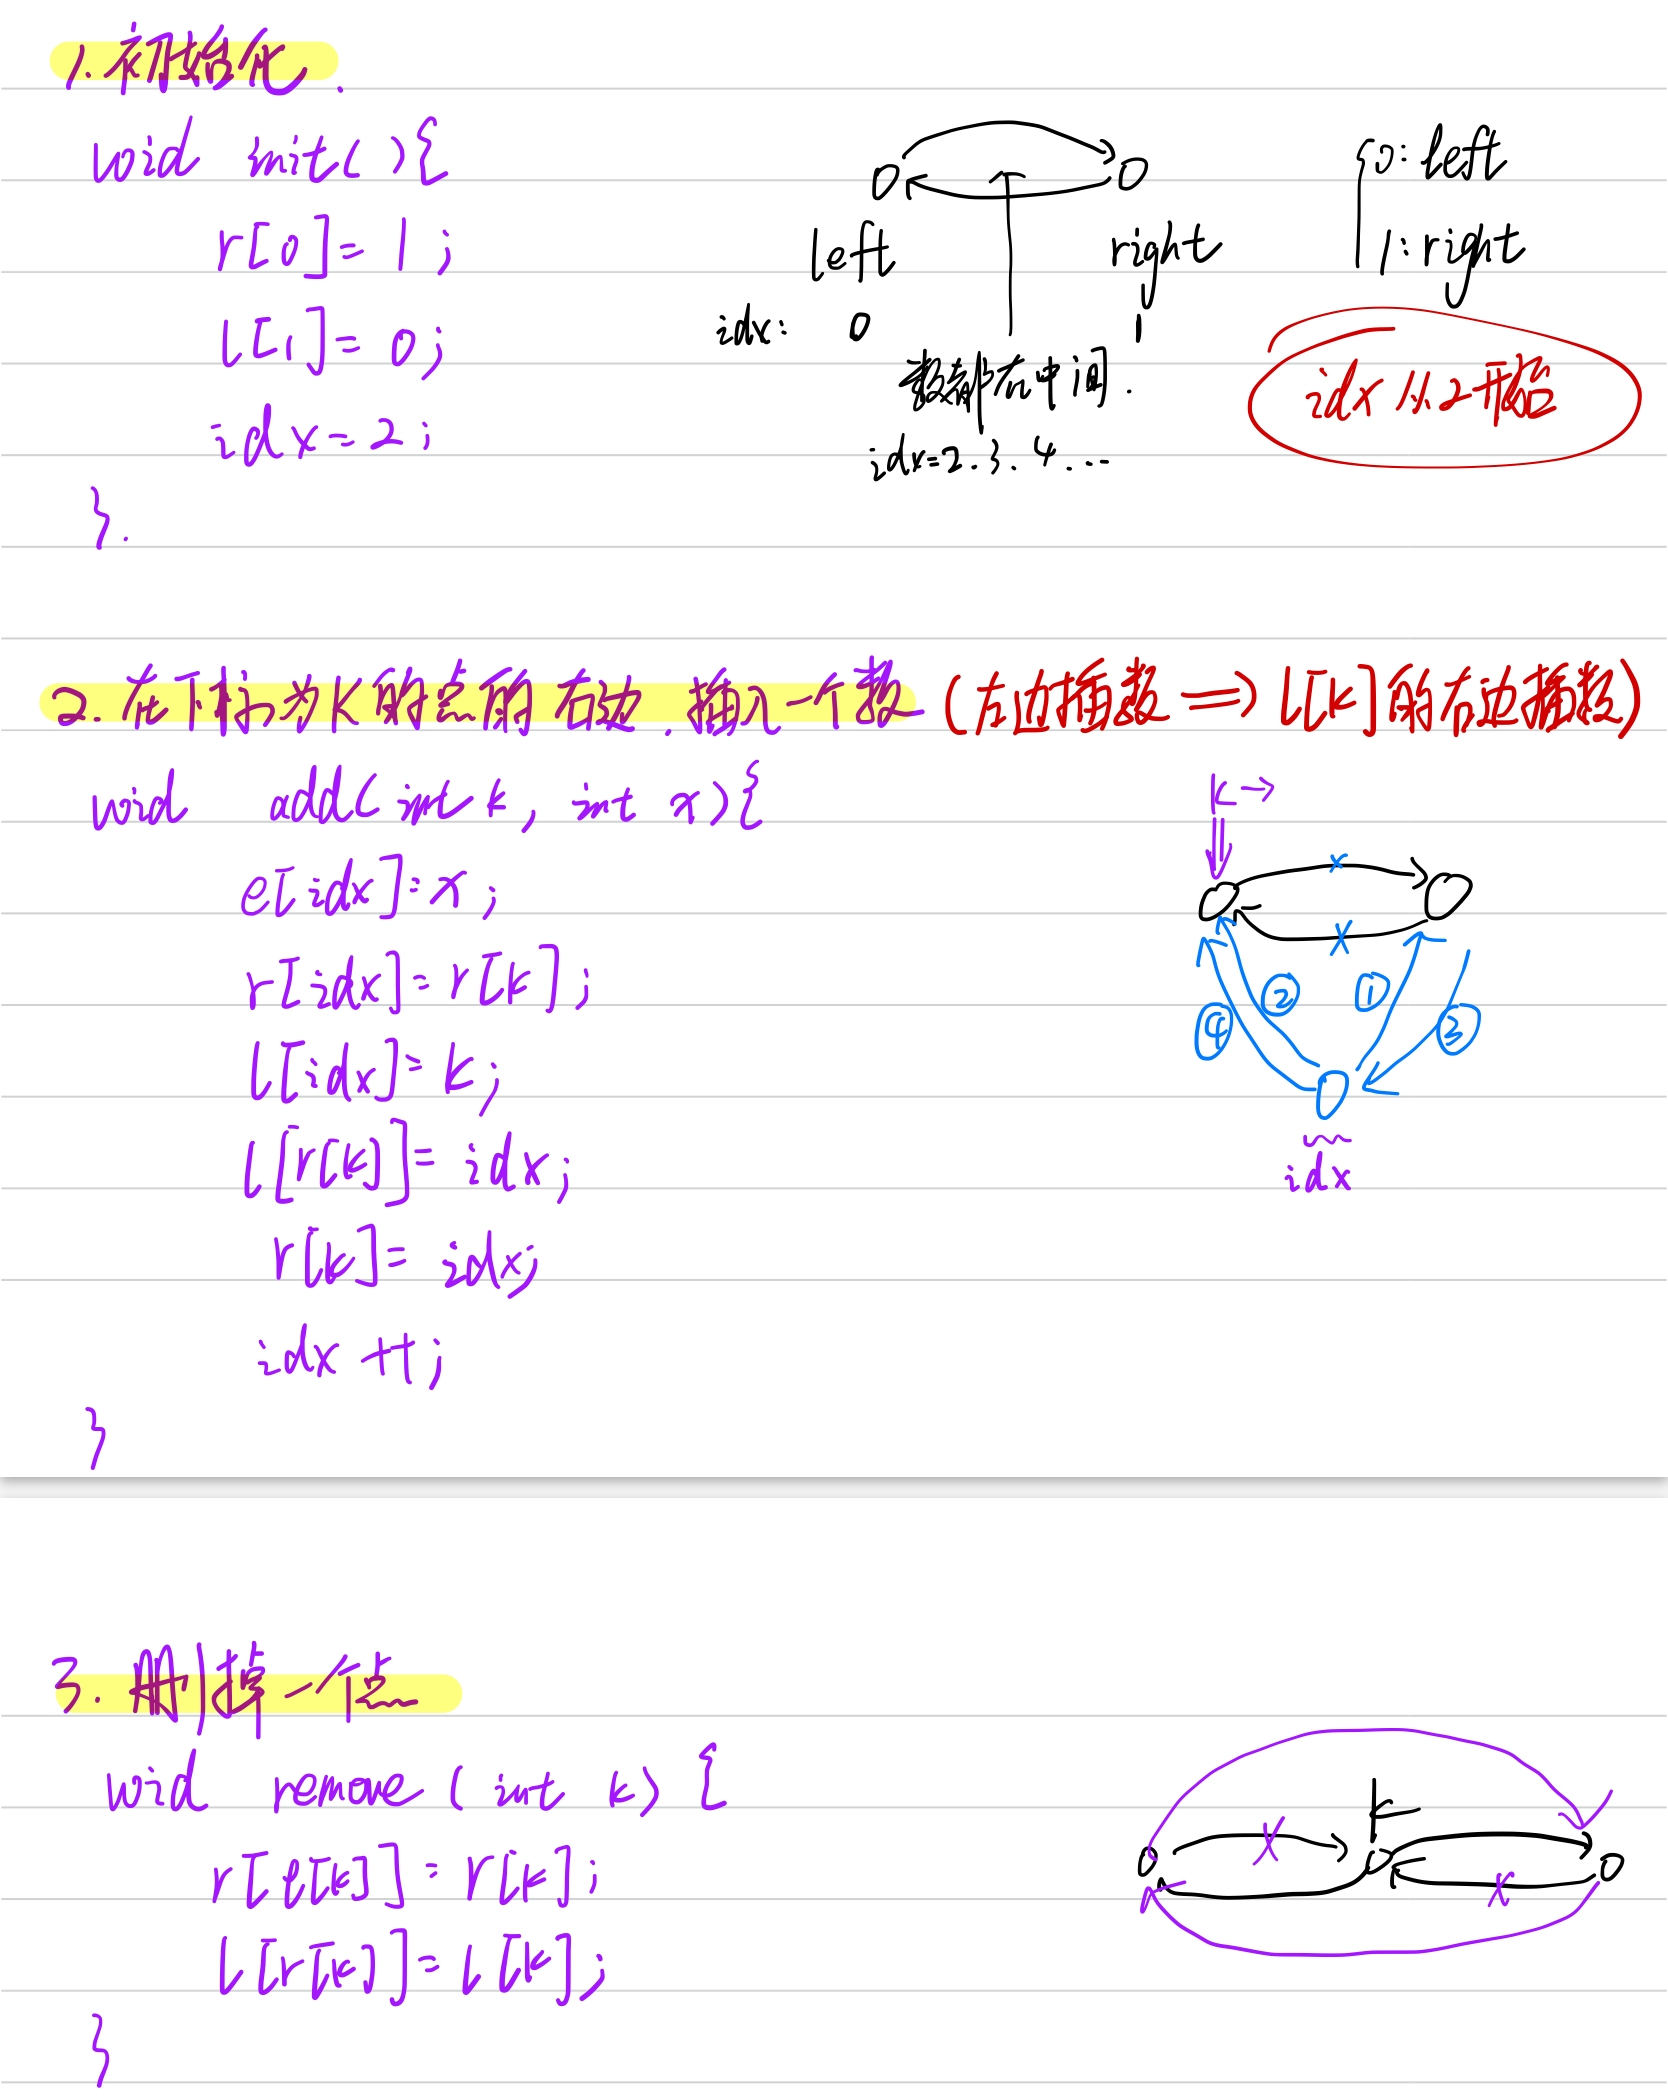 1. 初始化.
void init( ){
r[0] = 1;
l[1] = 0;
idx = 2;
}.
left
right
idx: 0 1
数都在中间.
idx=2. 3. 4. ...
0: left
1: right
idx 从2开始
2. 在下标为K的点的右边.插入一个数 (左边插数 ⟹ l[k]的右边插数)
void add( int k, int x){
e[idx] = x;
r[idx] = r[k];
l[idx] = k;
l[r[k]] = idx;
r[k] = idx;
idx ++;
}
k →
x
x
④ ② ① ③
idx
3. 删掉一个点
void remove ( int k) {
r[l[k]] = r[k];
l[r[k]] = l[k];
}
k
x
x